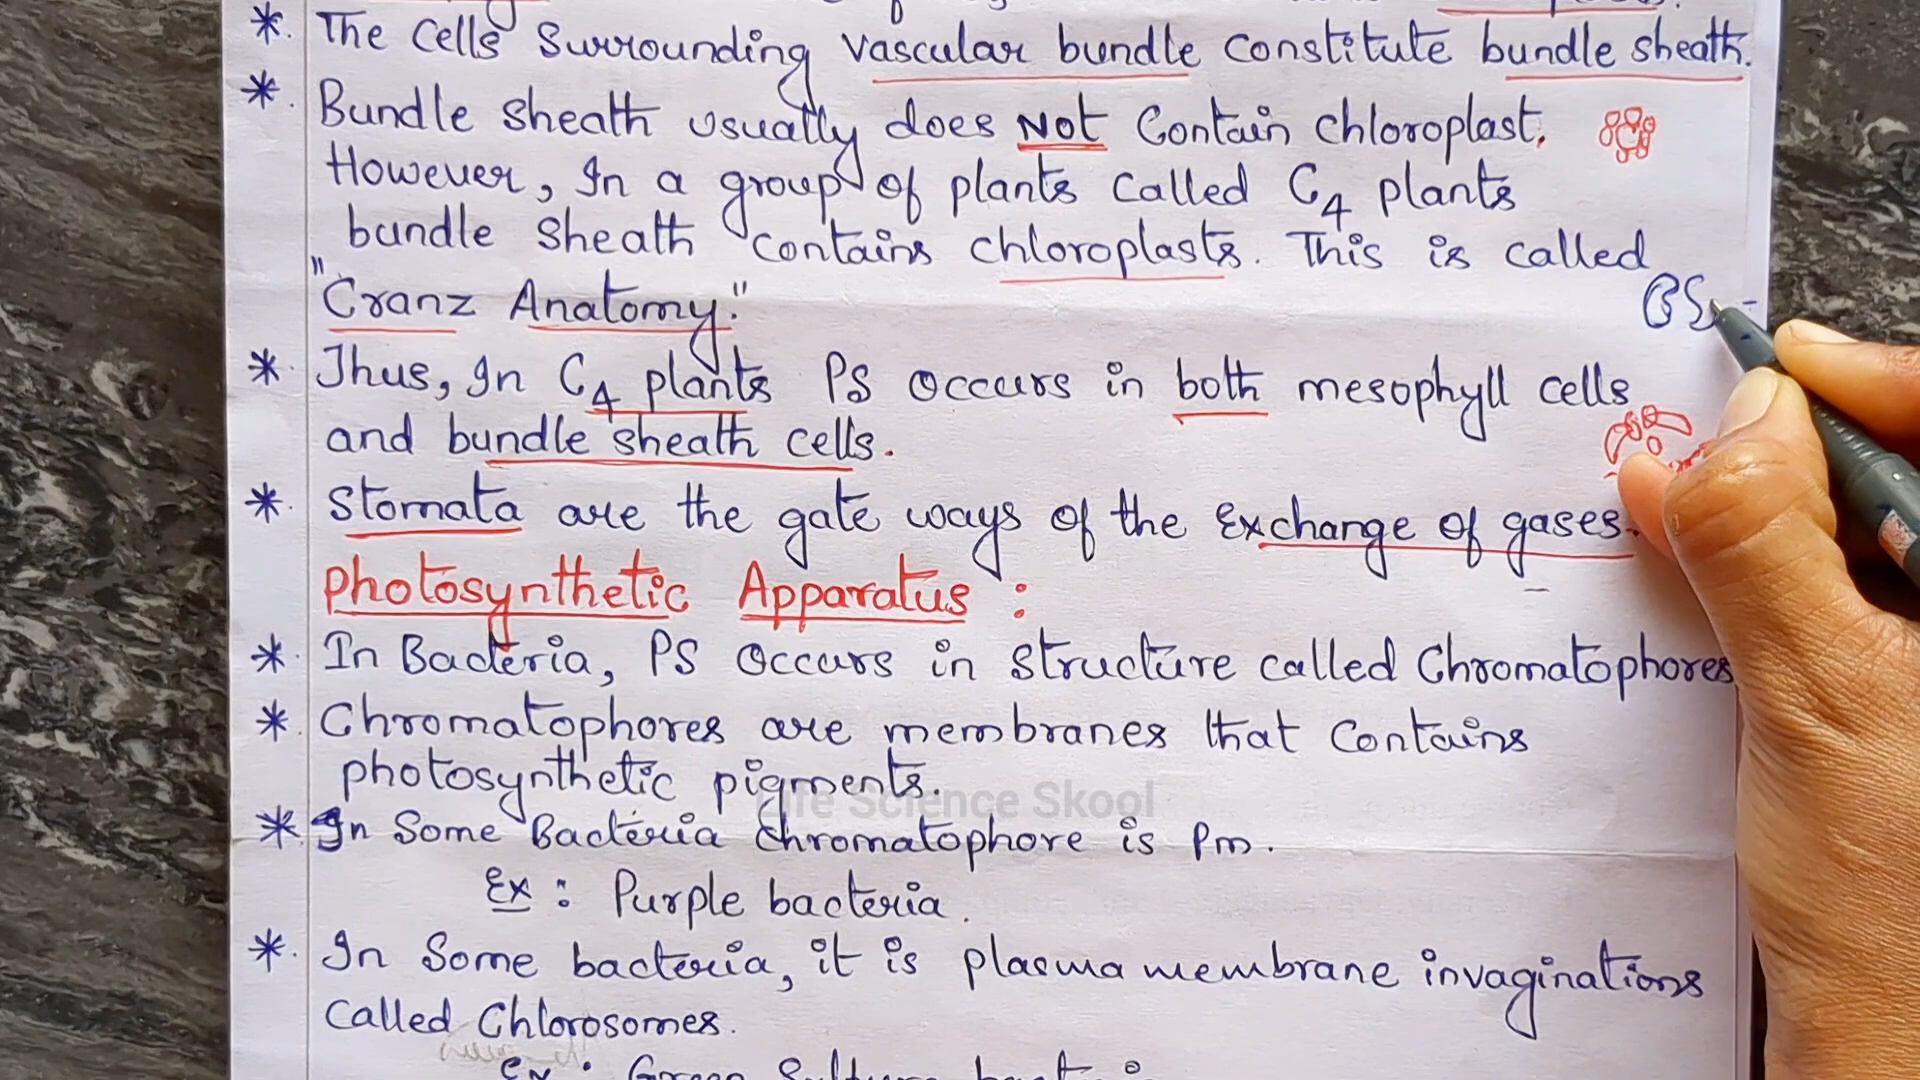 * . The Cells Surrounding vascular bundle constitute bundle sheath.
* . Bundle Sheath usually does NOT Contain chloroplast.
However, In a group of plants called C4 plants
bundle Sheath contains chloroplasts. This is called
"Cranz Anatomy."
BS
* . Thus, In C4 plants PS occurs in both mesophyll cells
and bundle sheath cells.
* . Stomata are the gate ways of the Exchange of gases.
Photosynthetic Apparatus :
* . In Bacteria, PS Occurs in Structure called Chromatophores
* . Chromatophores are membranes that Contains
photosynthetic pigments.
Life Science Skool
* . In Some Bacteria Chromatophore is Pm.
Ex : Purple bacteria.
* . In Some bacteria, it is plasma membrane invaginations
Called Chlorosomes.